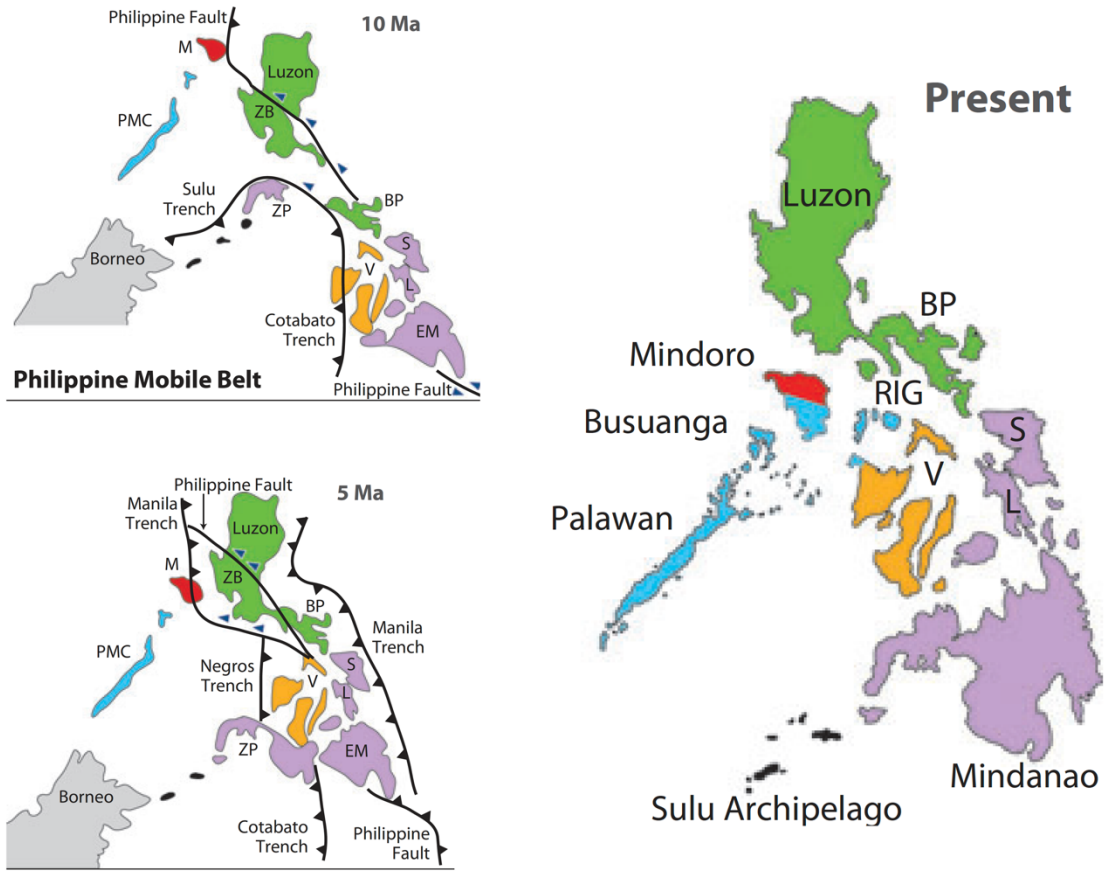 Philippine Fault
10 Ma
M
Luzon
ZB
PMC
Sulu
Trench
ZP
BP
Borneo
S
V
L
Cotabato
Trench
EM
Philippine Mobile Belt
Philippine Fault
Philippine Fault
5 Ma
Manila
Trench
Luzon
M
ZB
BP
Manila
Trench
PMC
Negros
Trench
S
V
L
ZP
EM
Borneo
Cotabato
Trench
Philippine
Fault
Present
Luzon
BP
Mindoro
RIG
Busuanga
S
V
L
Palawan
Mindanao
Sulu Archipelago